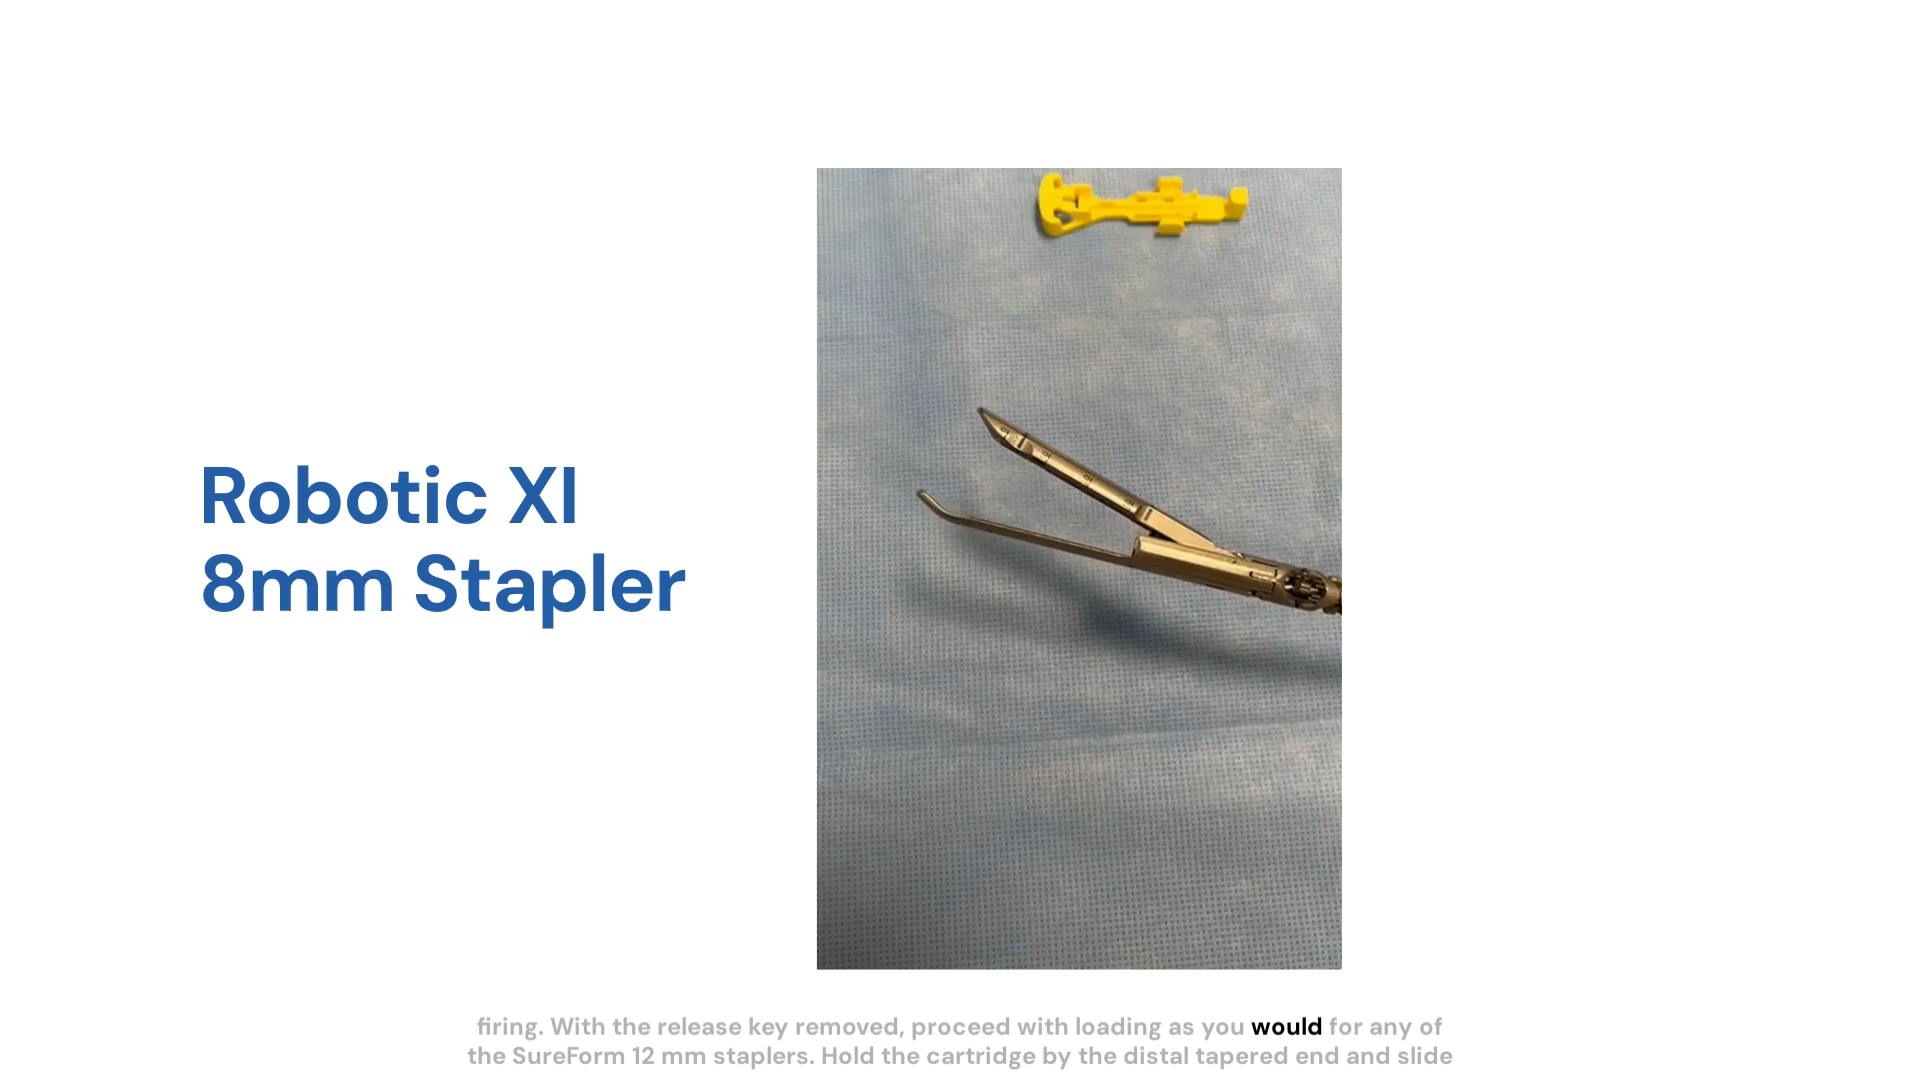 Robotic XI
8mm Stapler
firing. With the release key removed, proceed with loading as you would for any of
the SureForm 12 mm staplers. Hold the cartridge by the distal tapered end and slide